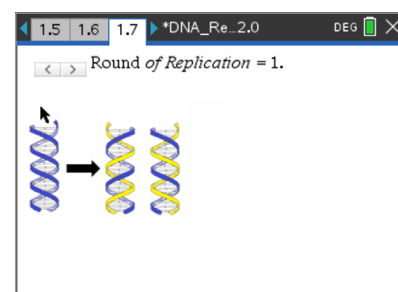 1.5 1.6 1.7 *DNA_Re...2.0 DEG
Round of Replication = 1.